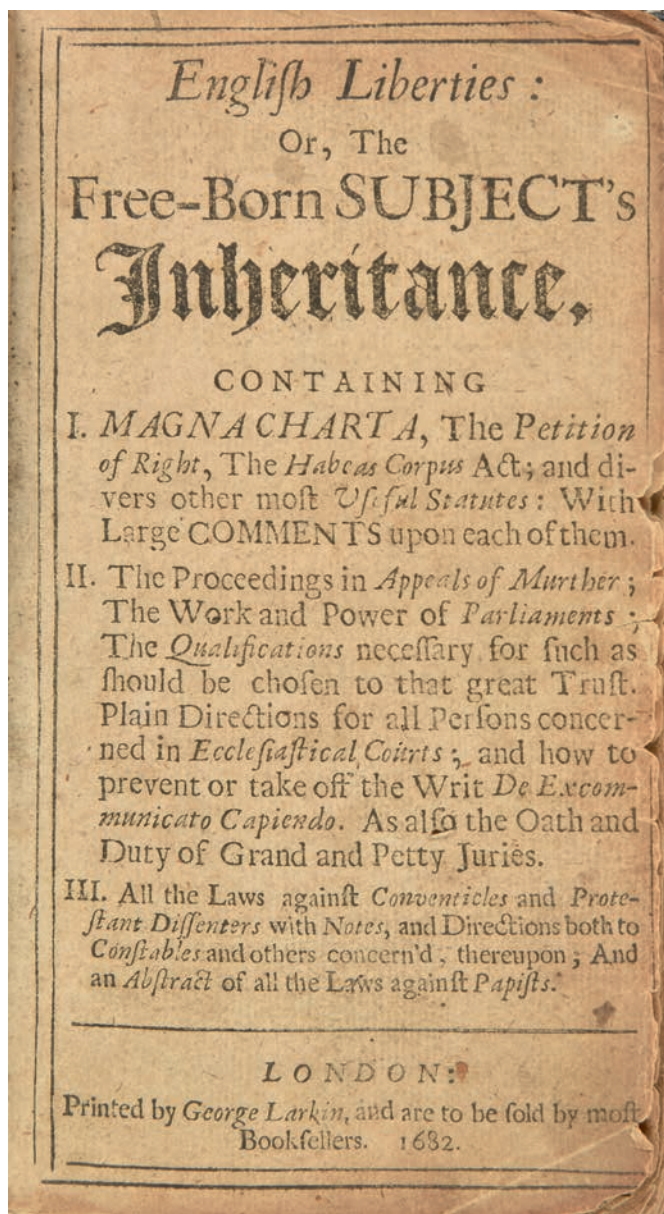 Engliſh Liberties :
Or, The
Free-Born SUBJECT's
Inheritance.
CONTAINING
I. MAGNA CHARTA, The Petition
of Right, The Habeas Corpus Act; and di-
vers other moſt Uſeful Statutes: With
Large COMMENTS upon each of them.
II. The Proceedings in Appeals of Murther;
The Work and Power of Parliaments;
The Qualifications neceſſary for ſuch as
ſhould be choſen to that great Truſt.
Plain Directions for all Perſons concer-
ned in Eccleſiaſtical Courts; and how to
prevent or take off the Writ De Excom-
municato Capiendo. As alſo the Oath and
Duty of Grand and Petty Juries.
III. All the Laws againſt Conventicles and Prote-
ſtant Diſſenters with Notes, and Directions both to
Conſtables and others concern'd, thereupon; And
an Abſtract of all the Laws againſt Papiſts.
LONDON:
Printed by George Larkin, and are to be ſold by moſt
Bookſellers. 1682.